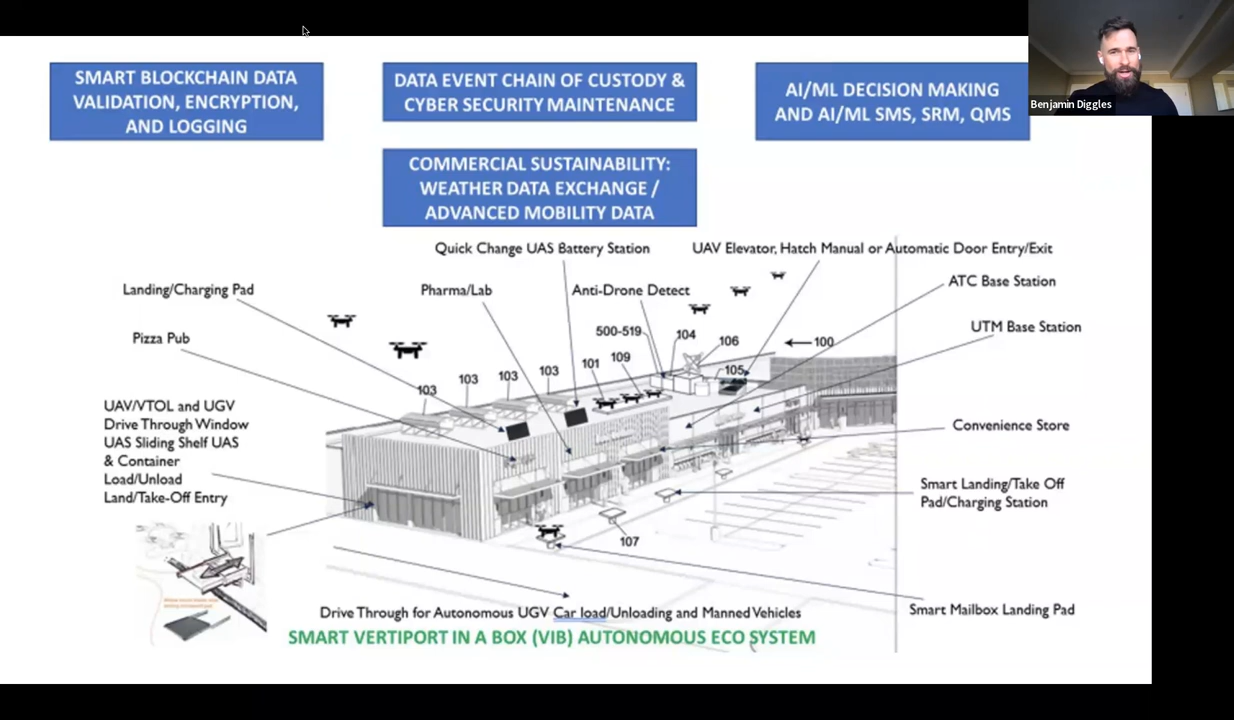 SMART BLOCKCHAIN DATA
VALIDATION, ENCRYPTION,
AND LOGGING
DATA EVENT CHAIN OF CUSTODY &
CYBER SECURITY MAINTENANCE
AI/ML DECISION MAKING
AND AI/ML SMS, SRM, QMS
Benjamin Diggles
COMMERCIAL SUSTAINABILITY:
WEATHER DATA EXCHANGE /
ADVANCED MOBILITY DATA
Quick Change UAS Battery Station
UAV Elevator, Hatch Manual or Automatic Door Entry/Exit
Landing/Charging Pad
Pharma/Lab
Anti-Drone Detect
ATC Base Station
Pizza Pub
500-519
104
106
100
UTM Base Station
103
103
103
103
101
109
105
UAV/VTOL and UGV
Drive Through Window
UAS Sliding Shelf UAS
& Container
Load/Unload
Land/Take-Off Entry
Convenience Store
Smart Landing/Take Off
Pad/Charging Station
107
Drive Through for Autonomous UGV Car load/Unloading and Manned Vehicles
Smart Mailbox Landing Pad
SMART VERTIPORT IN A BOX (VIB) AUTONOMOUS ECO SYSTEM